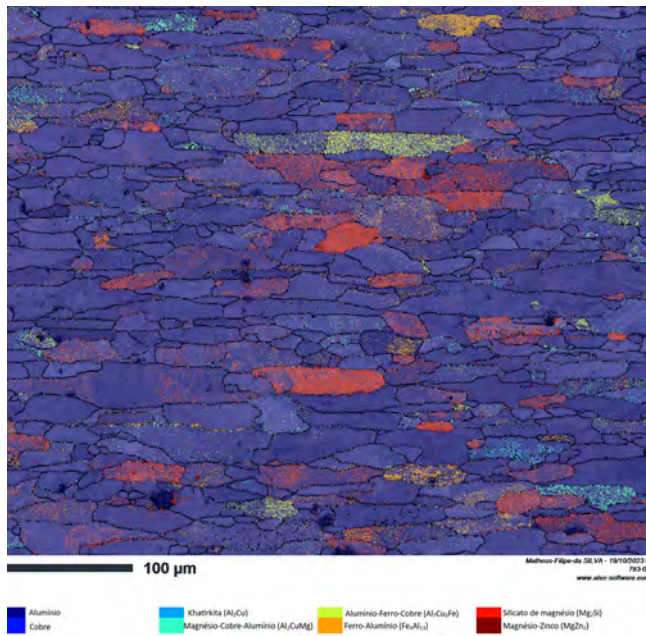 100 µm
Matheus-Filipe-da SILVA - 19/10/2023
www.atex-software.eu
Alumínio
Khatirkita (Al₂Cu)
Alumínio-Ferro-Cobre (Al₇Cu₂Fe)
Silicato de magnésio (Mg₂Si)
Cobre
Magnésio-Cobre-Alumínio (Al₂CuMg)
Ferro-Alumínio (Fe₄Al₁₃)
Magnésio-Zinco (MgZn₂)